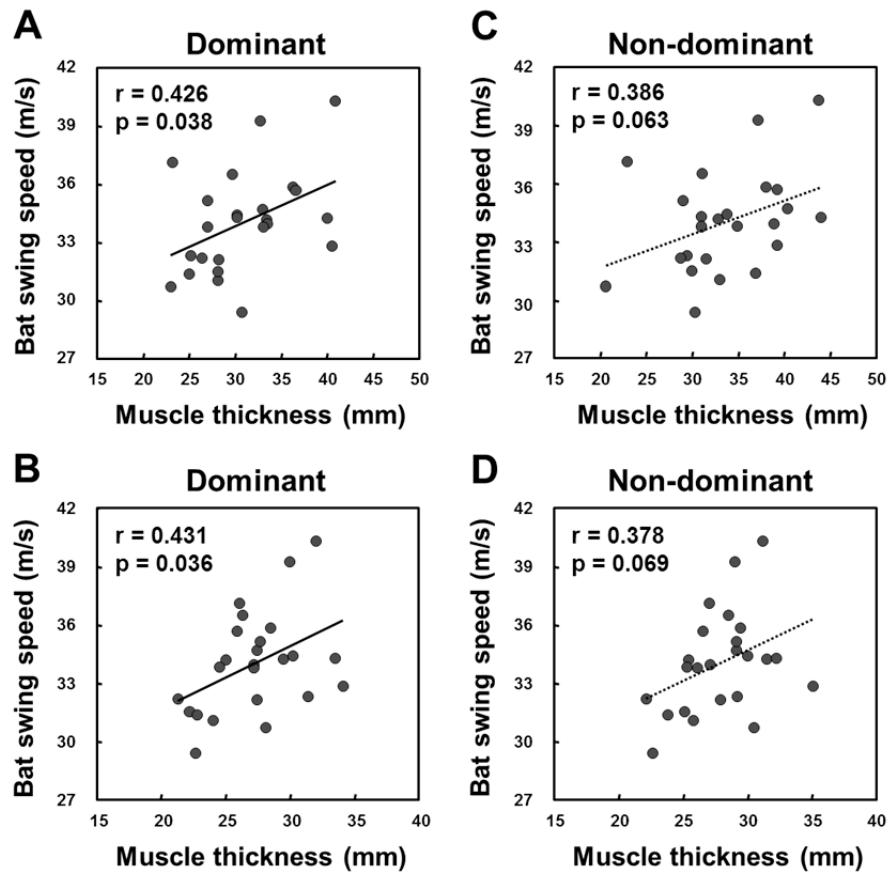 A
Dominant
r = 0.426
p = 0.038
Bat swing speed (m/s)
42
39
36
33
30
27
15 20 25 30 35 40 45 50
Muscle thickness (mm)
C
Non-dominant
r = 0.386
p = 0.063
Bat swing speed (m/s)
42
39
36
33
30
27
15 20 25 30 35 40 45 50
Muscle thickness (mm)
B
Dominant
r = 0.431
p = 0.036
Bat swing speed (m/s)
42
39
36
33
30
27
15 20 25 30 35 40
Muscle thickness (mm)
D
Non-dominant
r = 0.378
p = 0.069
Bat swing speed (m/s)
42
39
36
33
30
27
15 20 25 30 35 40
Muscle thickness (mm)